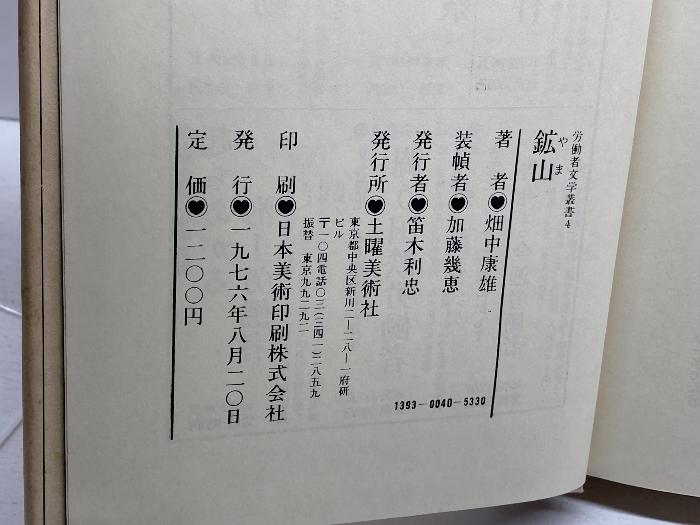 労働者文学叢書4
鉱山
やま
著者●畑中康雄
装幀者●加藤幾恵
発行者●笛木利忠
発行所●土曜美術社
東京都中央区新川二―二八―一府研
ビル
〒一〇四電話〇三(三四一)二八五九
振替 東京九九二九二一
印刷●日本美術印刷株式会社
発行●一九七六年八月二〇日
定価●一二〇〇円
1393-0040-5330